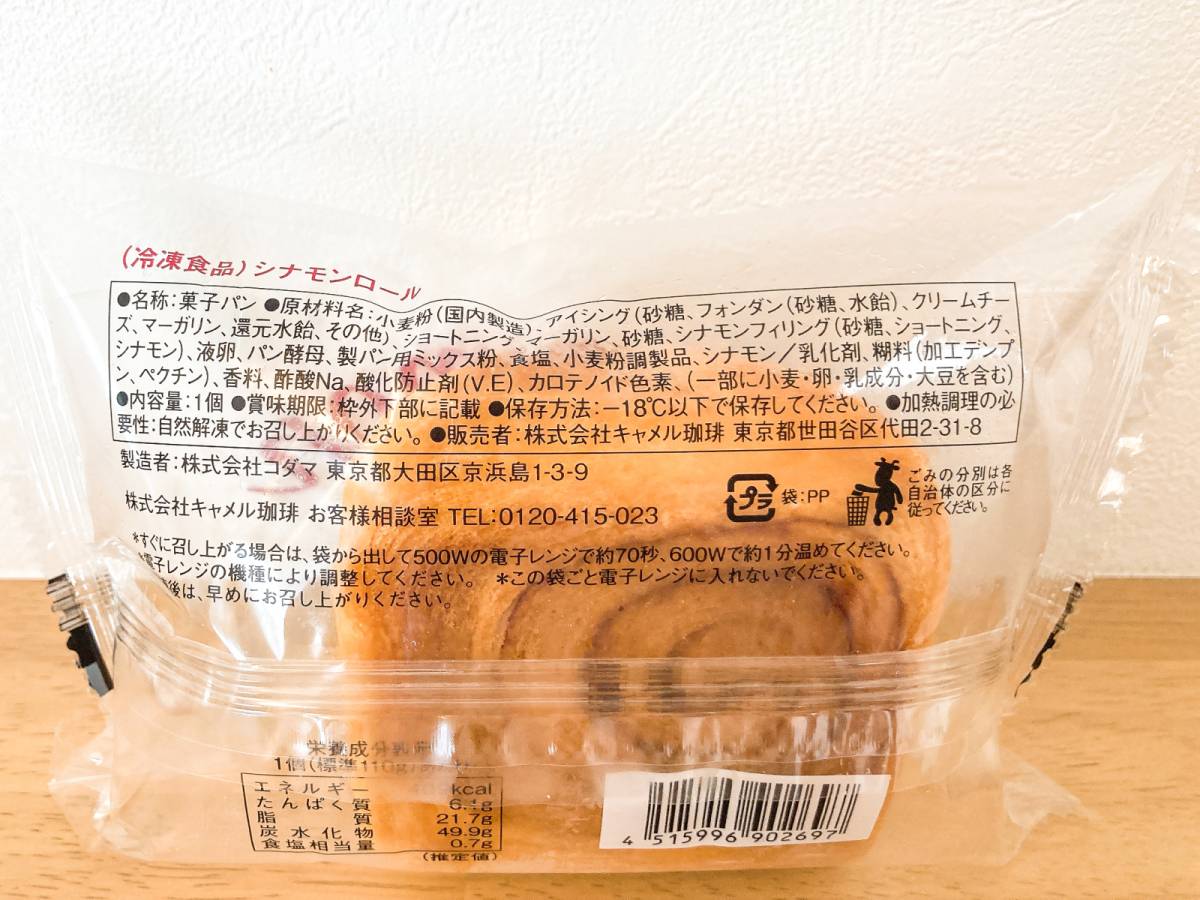 (冷凍食品)シナモンロール
●名称:菓子パン ●原材料名:小麦粉(国内製造)、アイシング(砂糖、フォンダン(砂糖、水飴)、クリームチー
ズ、マーガリン、還元水飴、その他)、ショートニング、マーガリン、砂糖、シナモンフィリング(砂糖、ショートニング、
シナモン)、液卵、パン酵母、製パン用ミックス粉、食塩、小麦粉調製品、シナモン/乳化剤、糊料(加工デンプ
ン、ペクチン)、香料、酢酸Na、酸化防止剤(V.E)、カロテノイド色素、(一部に小麦・卵・乳成分・大豆を含む)
●内容量:1個 ●賞味期限:枠外下部に記載 ●保存方法:−18℃以下で保存してください。 ●加熱調理の必
要性:自然解凍でお召し上がりください。 ●販売者:株式会社キャメル珈琲 東京都世田谷区代田2-31-8
製造者:株式会社コダマ 東京都大田区京浜島1-3-9
株式会社キャメル珈琲 お客様相談室 TEL:0120-415-023
プラ 袋:PP
ごみの分別は各
自治体の区分に
従ってください。
*すぐに召し上がる場合は、袋から出して500Wの電子レンジで約70秒、600Wで約1分温めてください。
*電子レンジの機種により調整してください。 *この袋ごと電子レンジに入れないでください。
後は、早めにお召し上がりください。
栄養成分
1個(標準110g)
エネルギー kcal
たんぱく質 6.1g
脂質 21.7g
炭水化物 49.9g
食塩相当量 0.7g
(推定値)
4 515996 902697